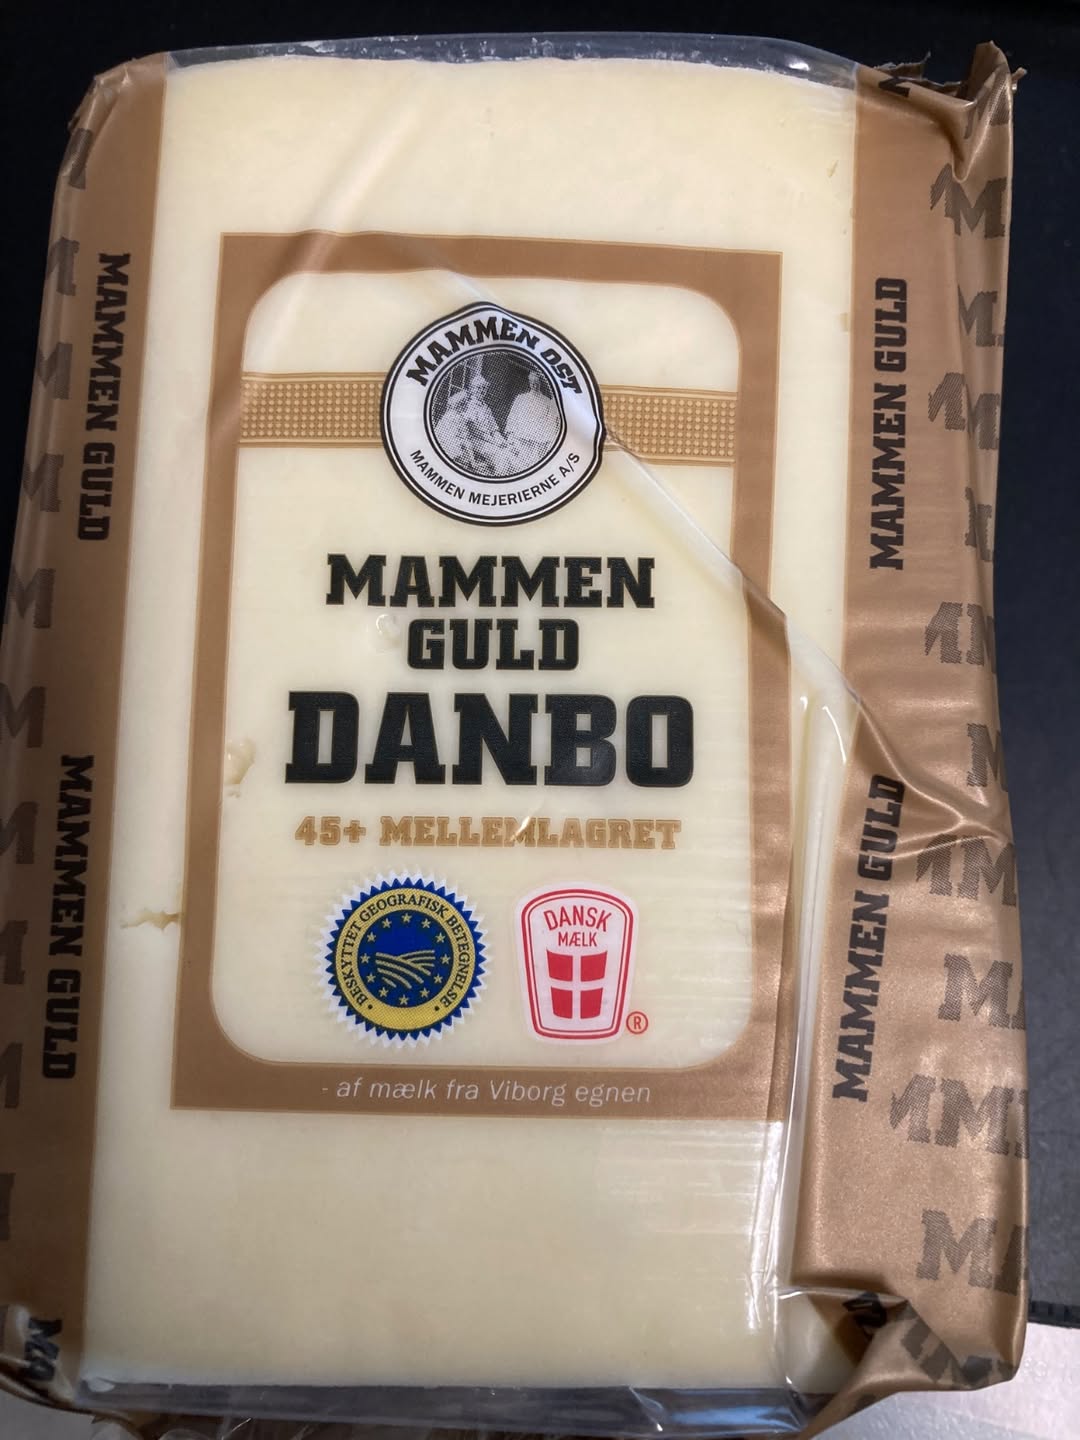 MAMMEN OST
MAMMEN MEJERIERNE A/S
MAMMEN
GULD
DANBO
45+ MELLEMLAGRET
• BESKYTTET GEOGRAFISK BETEGNELSE •
DANSK
MÆLK
®
- af mælk fra Viborg egnen
MAMMEN GULD
MAMMEN GULD
MAMMEN GULD
MAMMEN GULD